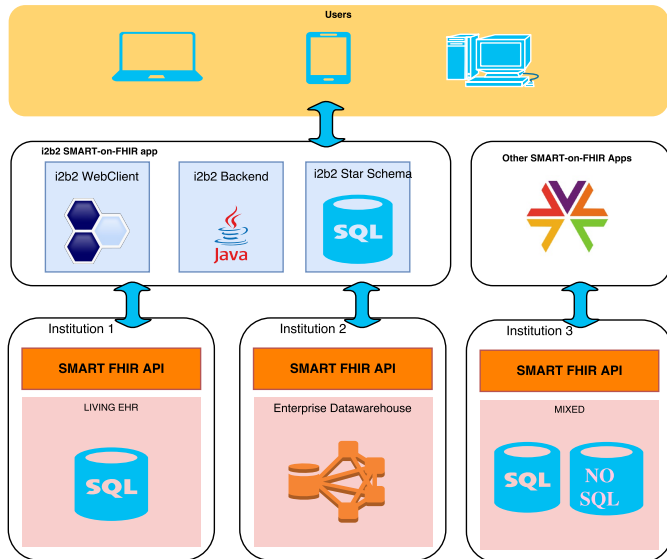 Users
i2b2 SMART-on-FHIR app
i2b2 WebClient
i2b2 Backend
i2b2 Star Schema
Java
SQL
Other SMART-on-FHIR Apps
Institution 1
SMART FHIR API
LIVING EHR
SQL
Institution 2
SMART FHIR API
Enterprise Datawarehouse
Institution 3
SMART FHIR API
MIXED
SQL
NO
SQL